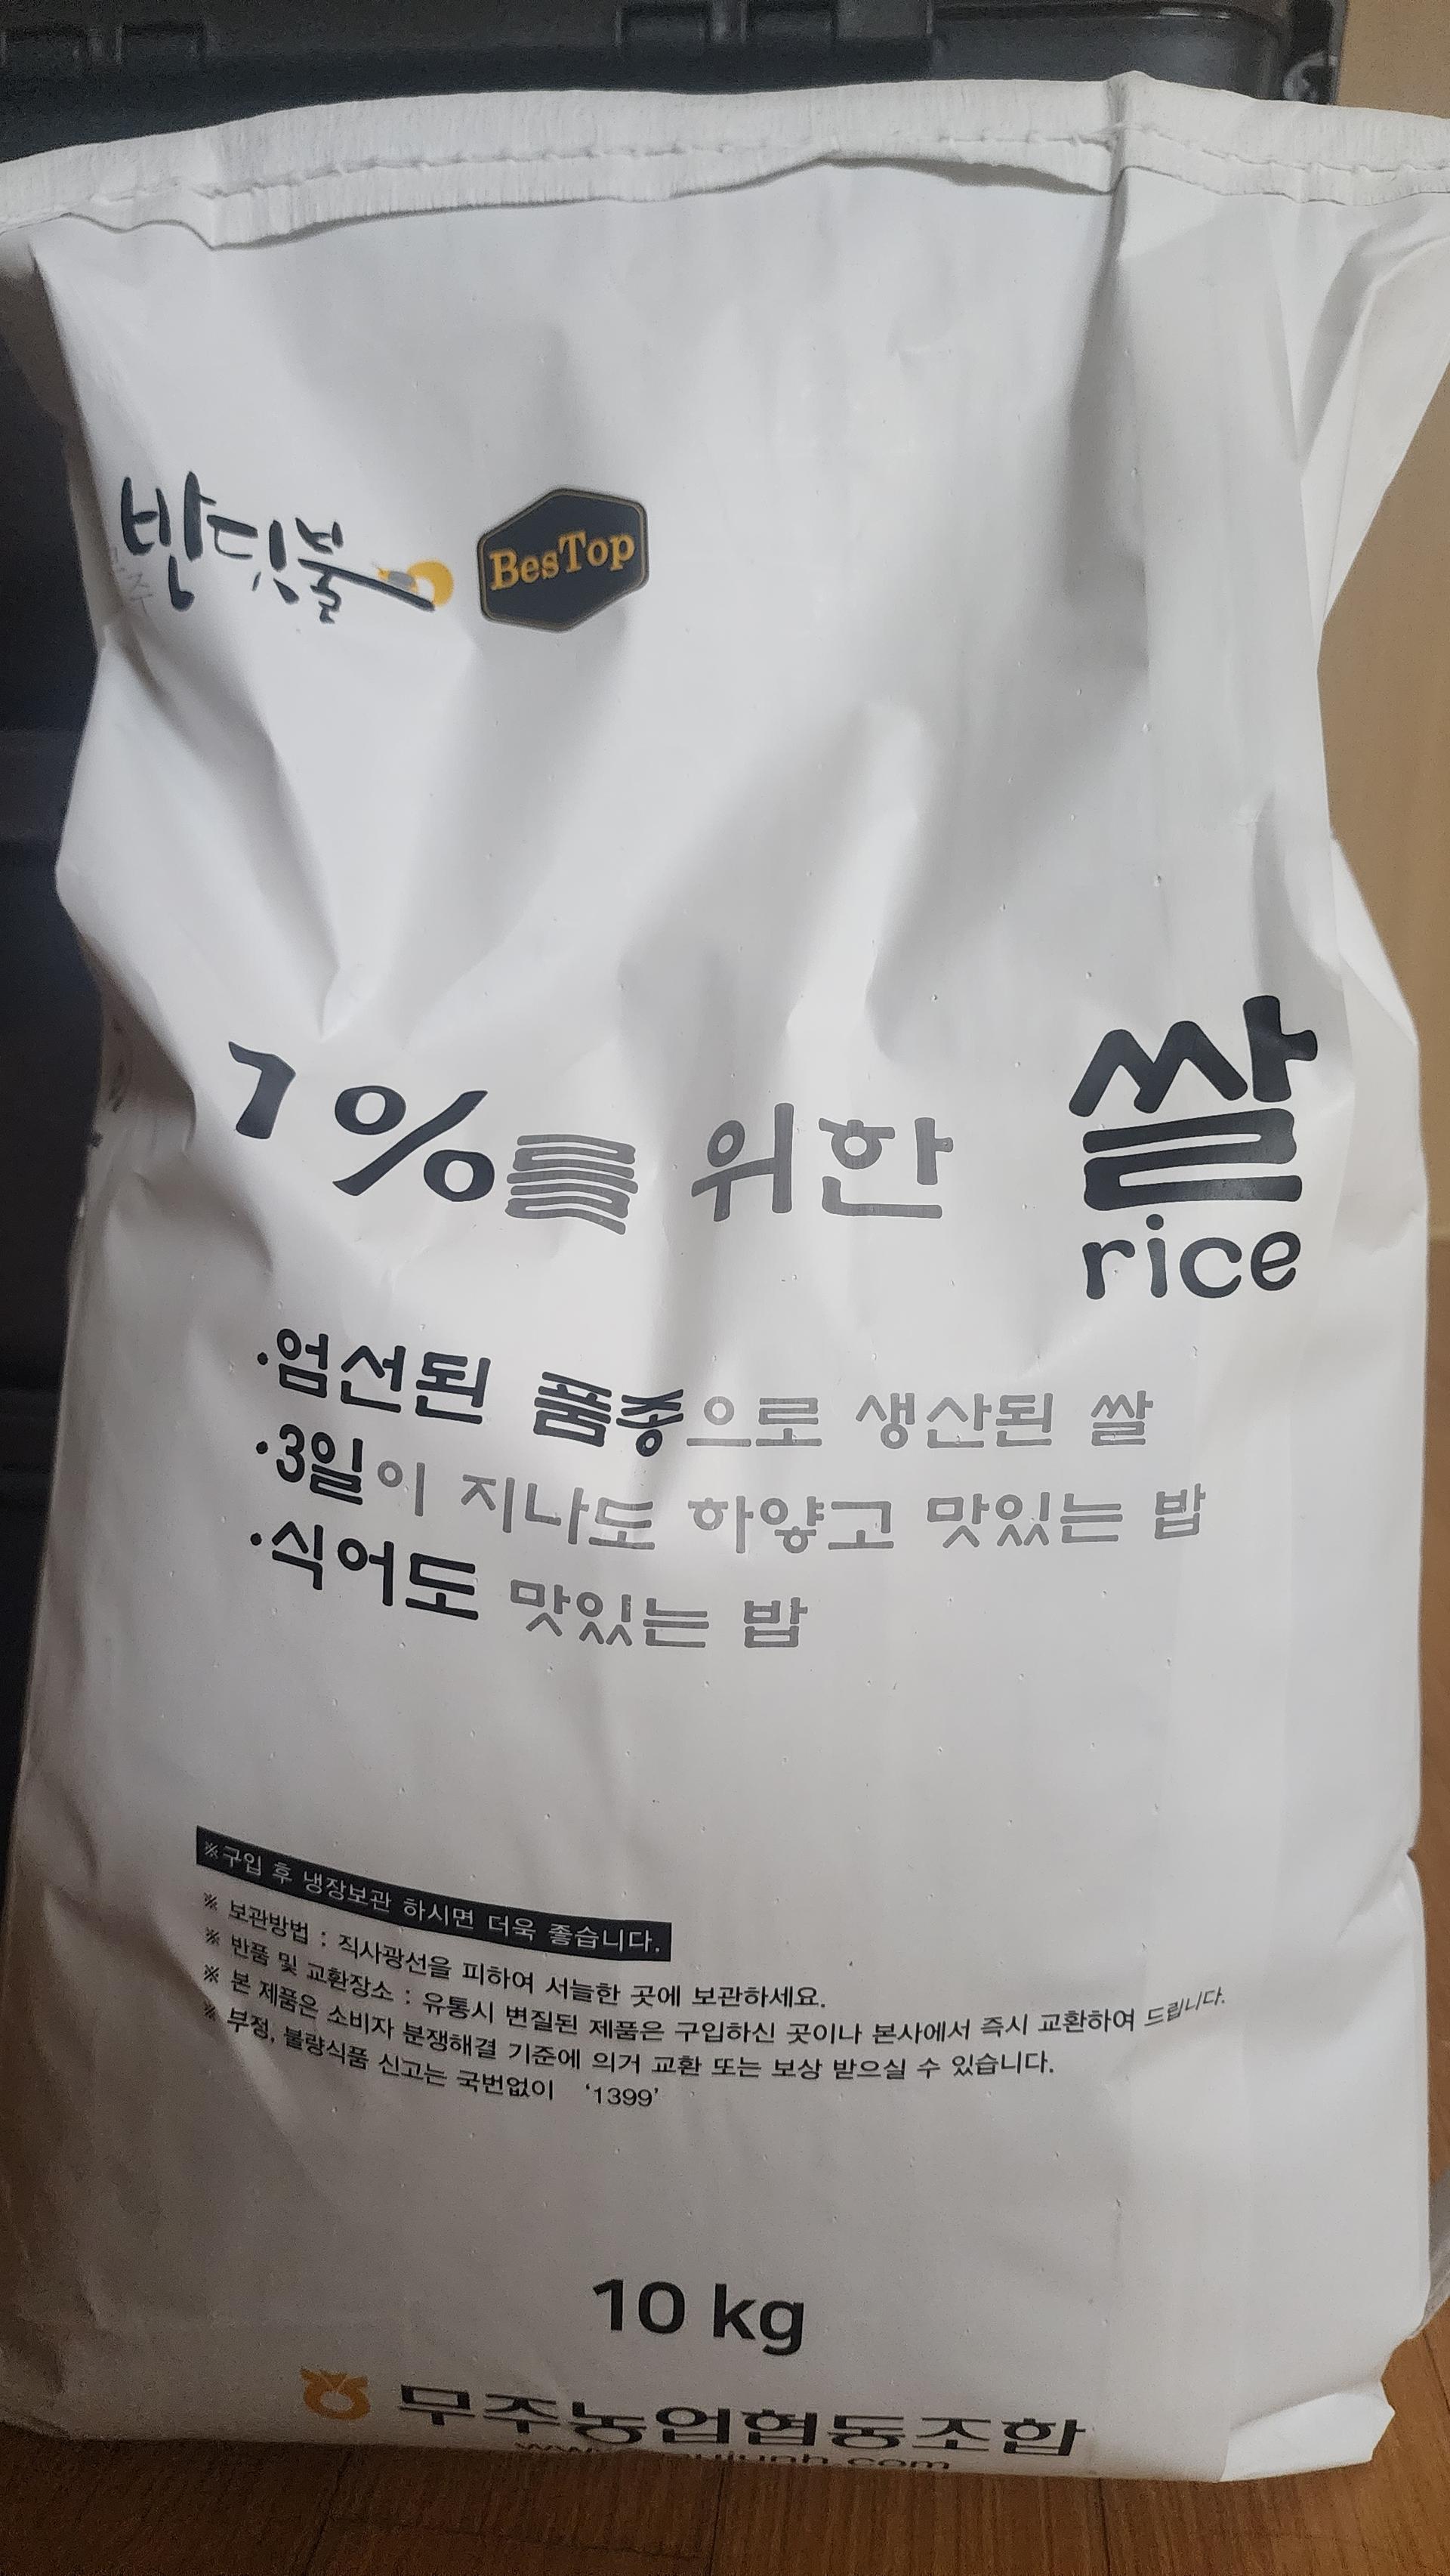 반딧불
BesTop
1%를 위한 쌀
rice
·엄선된 품종으로 생산된 쌀
·3일이 지나도 하얗고 맛있는 밥
·식어도 맛있는 밥
※구입 후 냉장보관 하시면 더욱 좋습니다.
※ 보관방법 : 직사광선을 피하여 서늘한 곳에 보관하세요.
※ 반품 및 교환장소 : 유통시 변질된 제품은 구입하신 곳이나 본사에서 즉시 교환하여 드립니다.
※ 본 제품은 소비자 분쟁해결 기준에 의거 교환 또는 보상 받으실 수 있습니다.
※ 부정, 불량식품 신고는 국번없이 ‘1399’
10 kg
무주농업협동조합